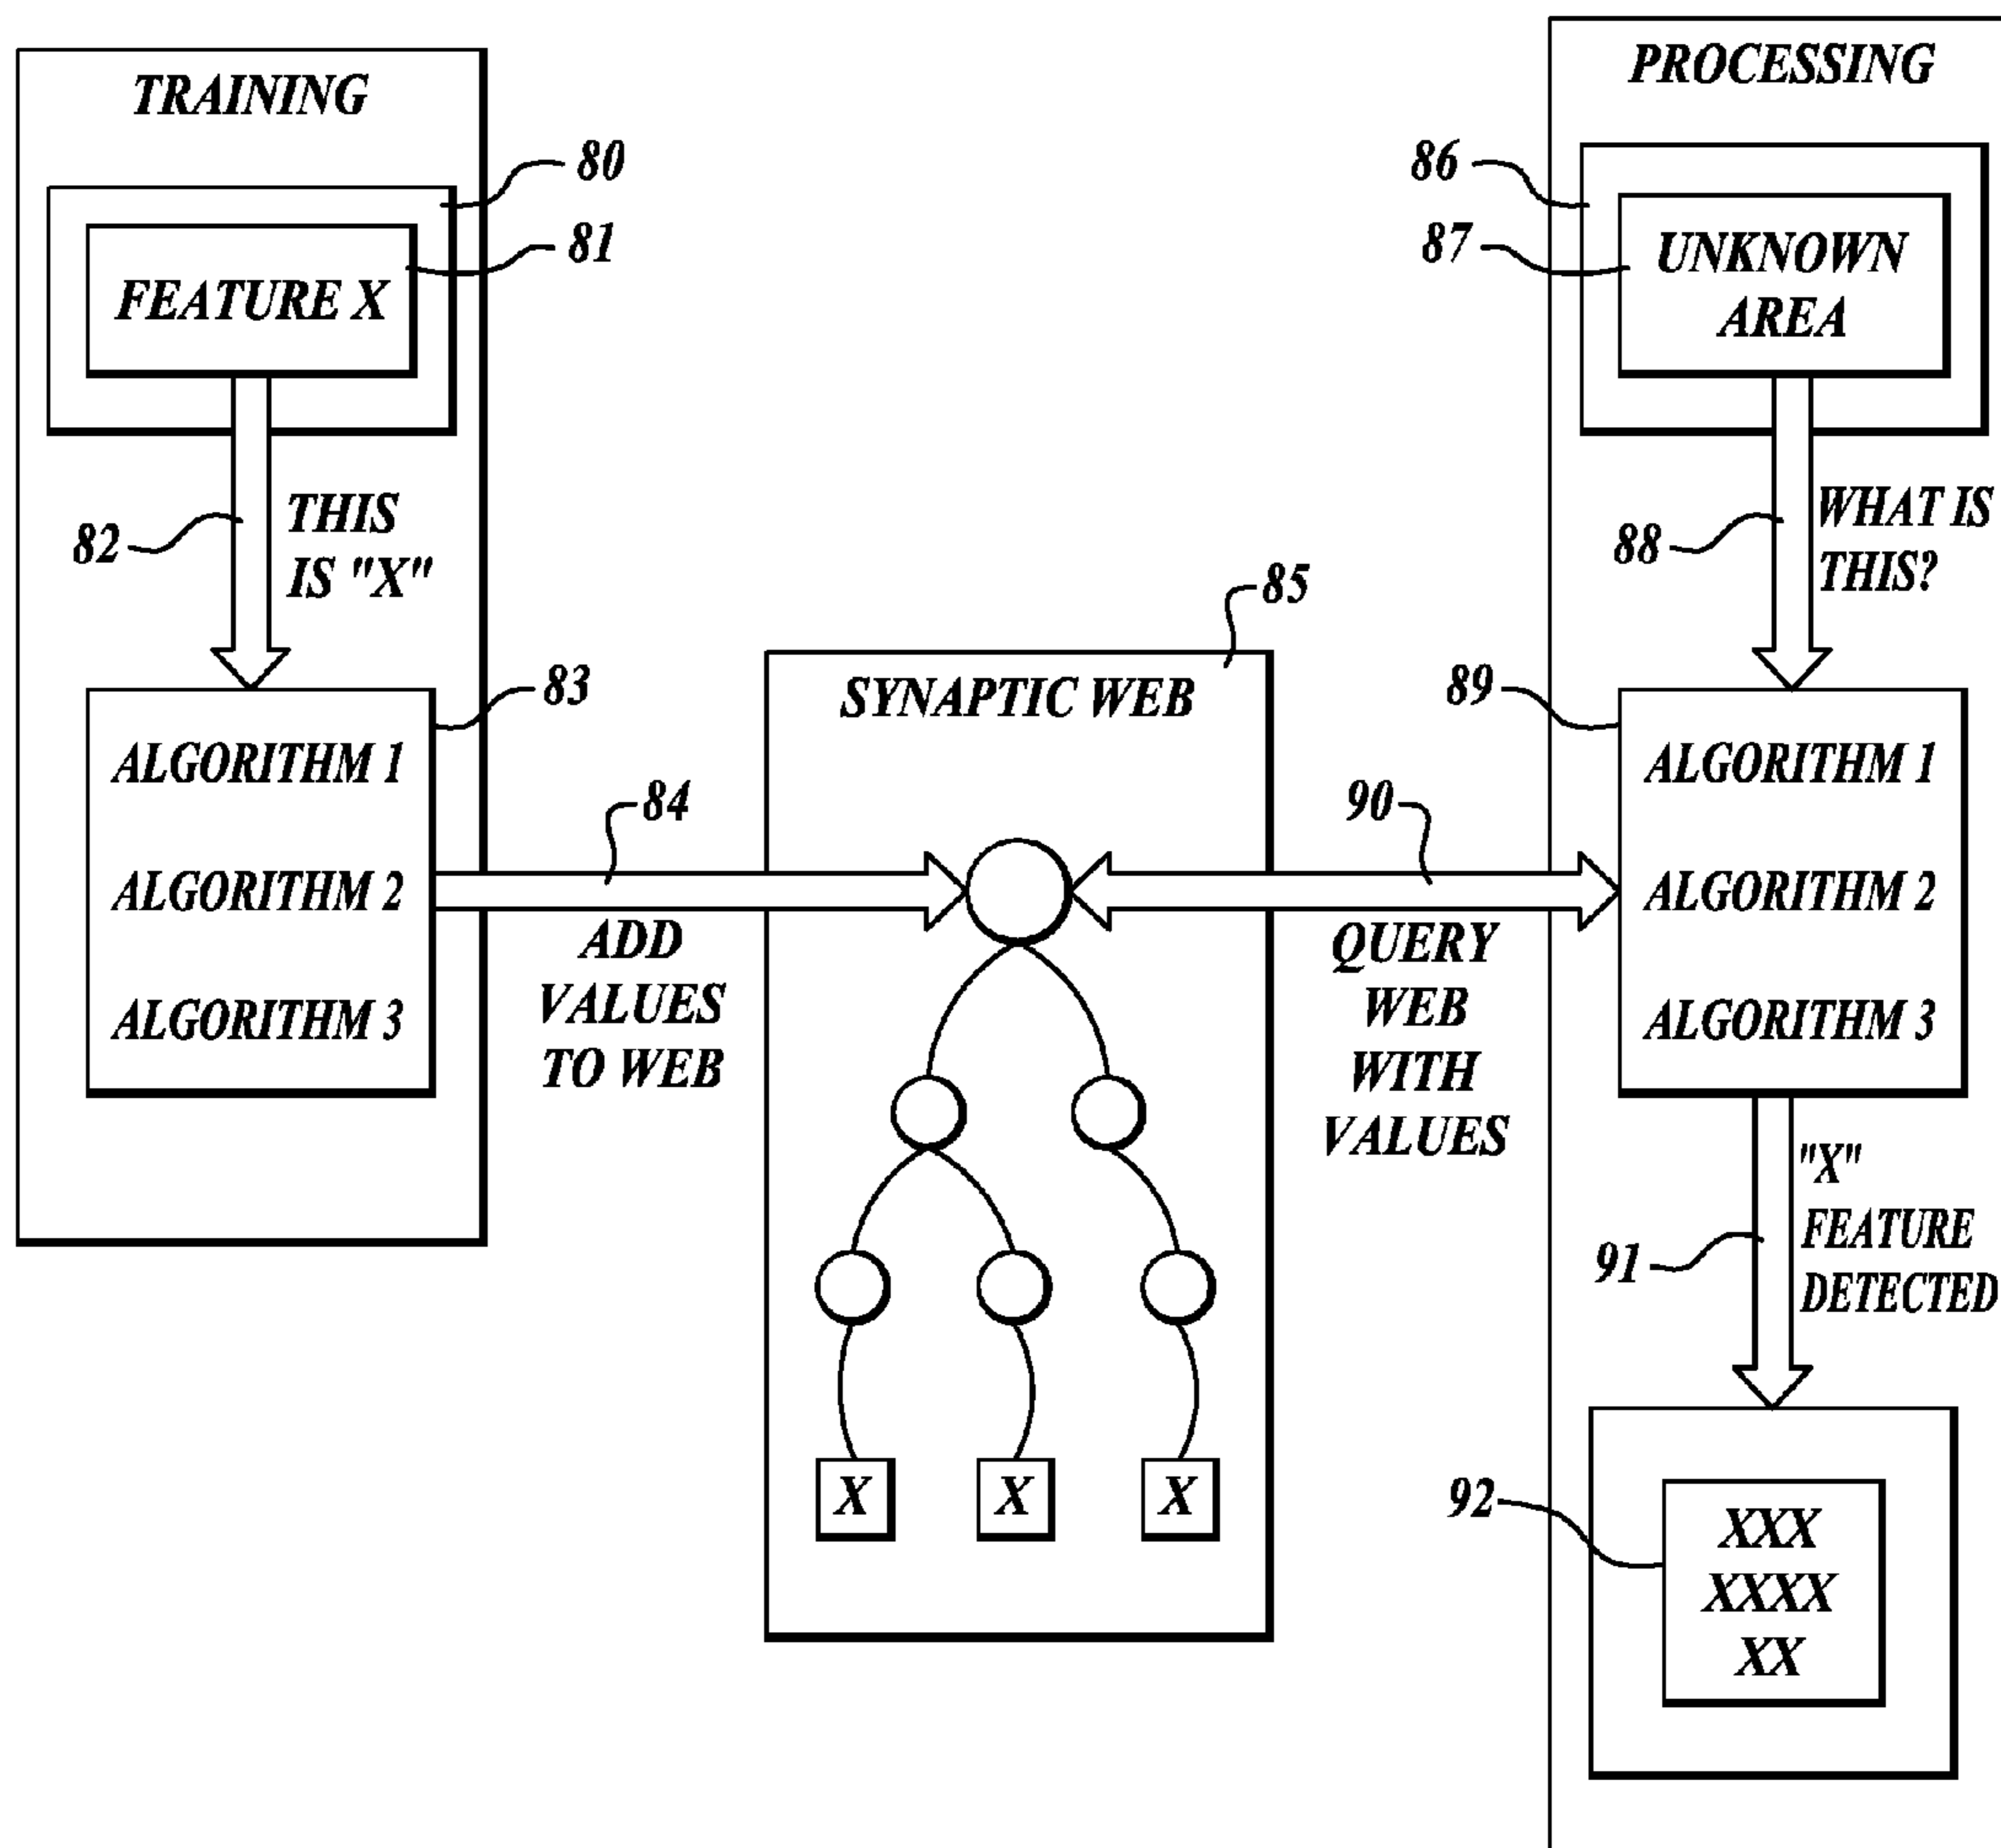 TRAINING
80
81
FEATURE X
82
THIS
IS "X"
83
ALGORITHM 1
ALGORITHM 2
ALGORITHM 3
84
ADD
VALUES
TO WEB
85
SYNAPTIC WEB
X
X
X
90
QUERY
WEB
WITH
VALUES
PROCESSING
86
87
UNKNOWN
AREA
88
WHAT IS
THIS?
89
ALGORITHM 1
ALGORITHM 2
ALGORITHM 3
91
"X"
FEATURE
DETECTED
92
XXX
XXXX
XX